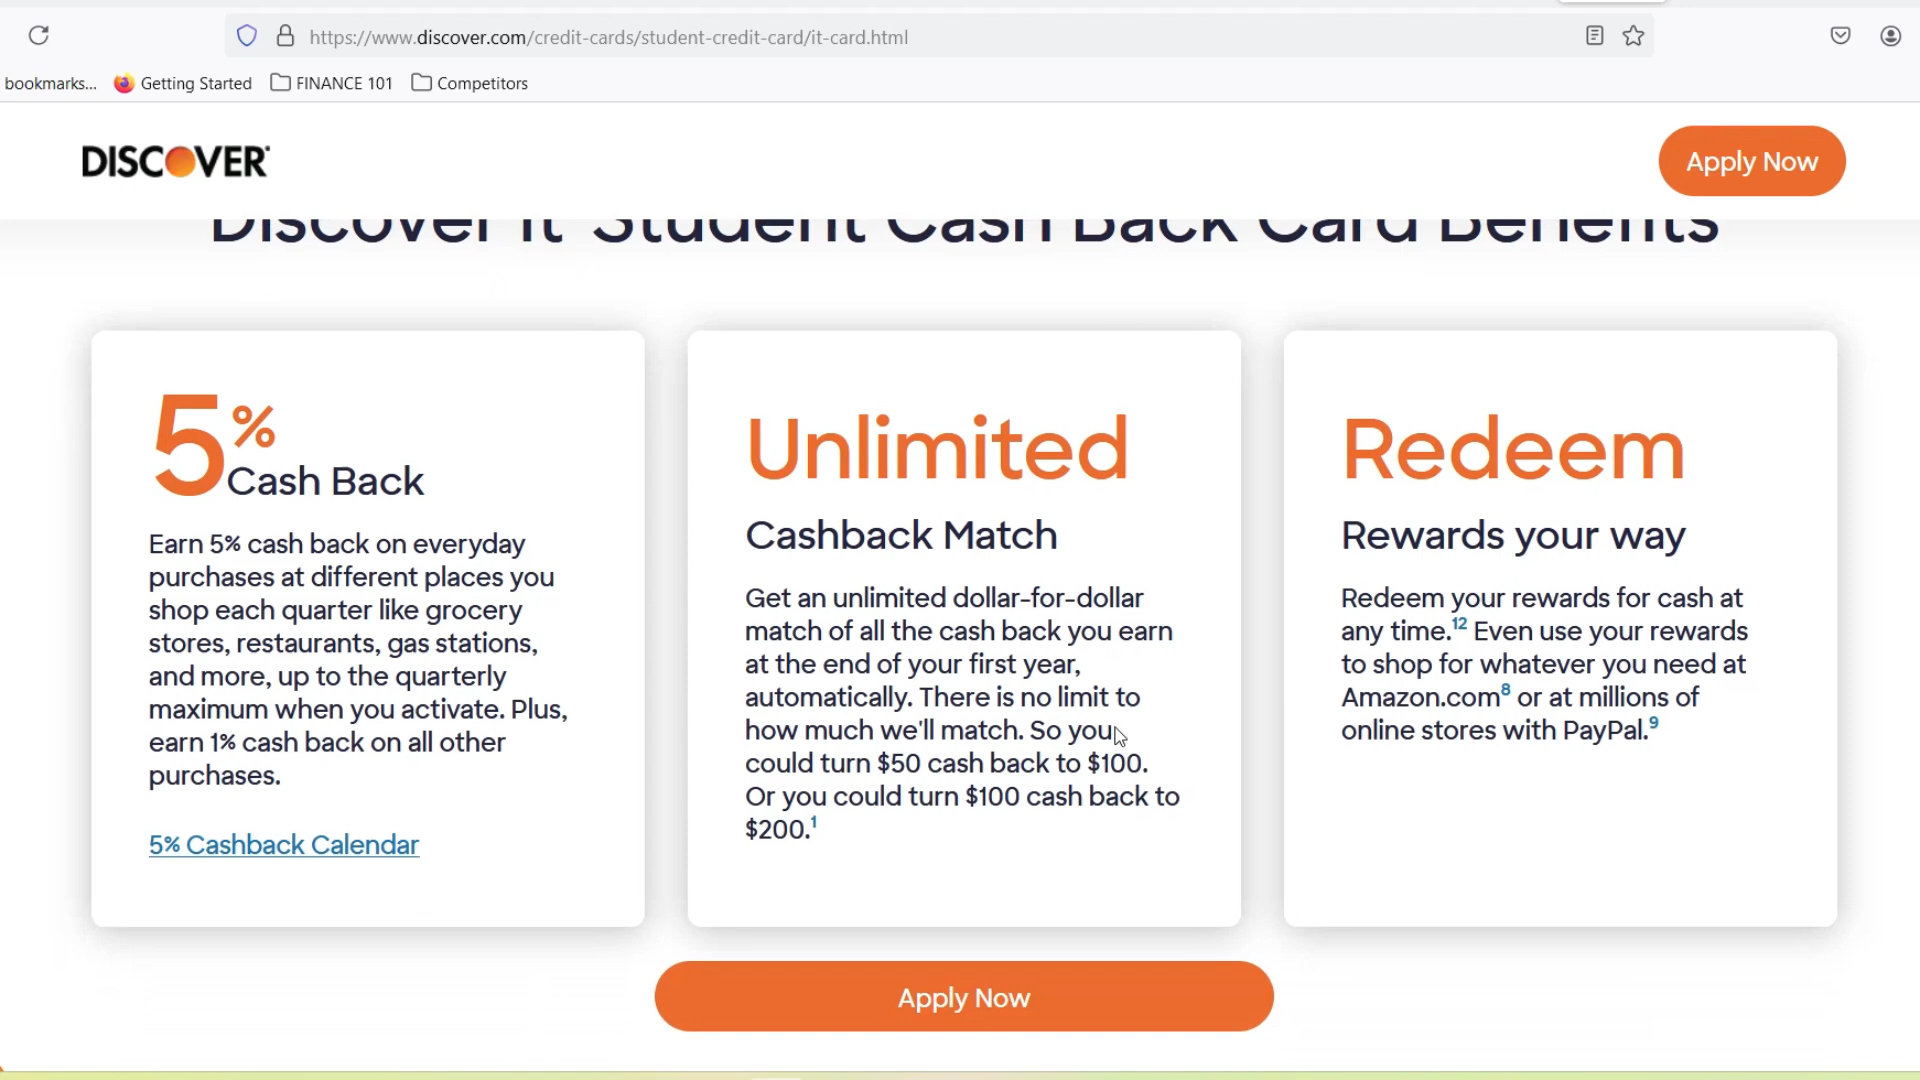 https://www.discover.com/credit-cards/student-credit-card/it-card.html
bookmarks...
Getting Started
FINANCE 101
Competitors
DISCOVER
Apply Now
Discover it Student Cash Back Card Benefits
5%
Cash Back
Earn 5% cash back on everyday
purchases at different places you
shop each quarter like grocery
stores, restaurants, gas stations,
and more, up to the quarterly
maximum when you activate. Plus,
earn 1% cash back on all other
purchases.
5% Cashback Calendar
Unlimited
Cashback Match
Get an unlimited dollar-for-dollar
match of all the cash back you earn
at the end of your first year,
automatically. There is no limit to
how much we'll match. So you
could turn $50 cash back to $100.
Or you could turn $100 cash back to
$200.1
Redeem
Rewards your way
Redeem your rewards for cash at
any time.12 Even use your rewards
to shop for whatever you need at
Amazon.com8 or at millions of
online stores with PayPal.9
Apply Now